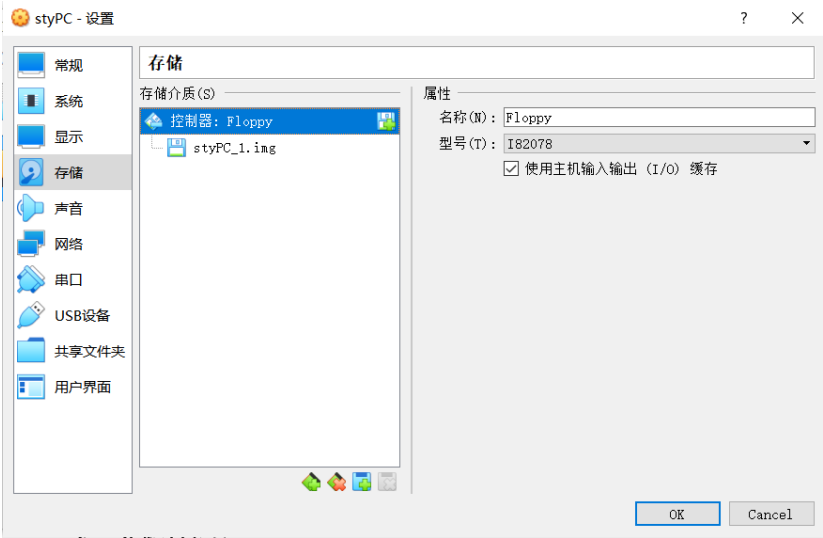 styPC - 设置
?
常规
系统
显示
存储
声音
网络
串口
USB设备
共享文件夹
用户界面
存储
存储介质(S)
控制器: Floppy
styPC_1.img
属性
名称(N): Floppy
型号(T): I82078
使用主机输入输出 (I/O) 缓存
OK
Cancel